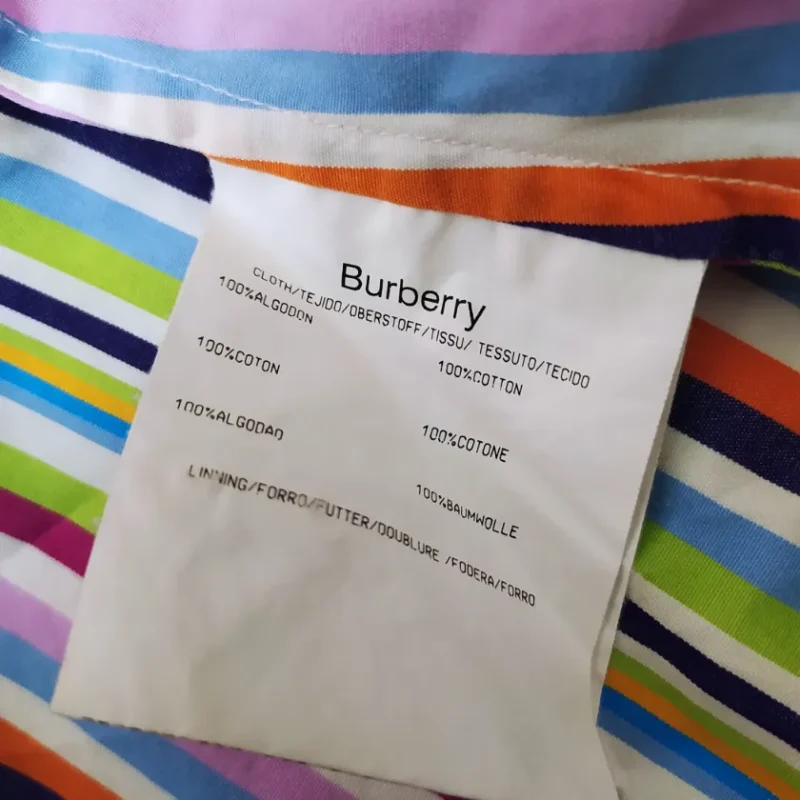 Burberry
CLOTH/TEJIDO/OBERSTOFF/TISSU/ TESSUTO/TECIDO
100%ALGODON
100%COTTON
100%COTON
100%COTONE
100%ALGODAO
100%BAUMWOLLE
LINNING/FORRO/FUTTER/DOUBLURE /FODERA/FORRO